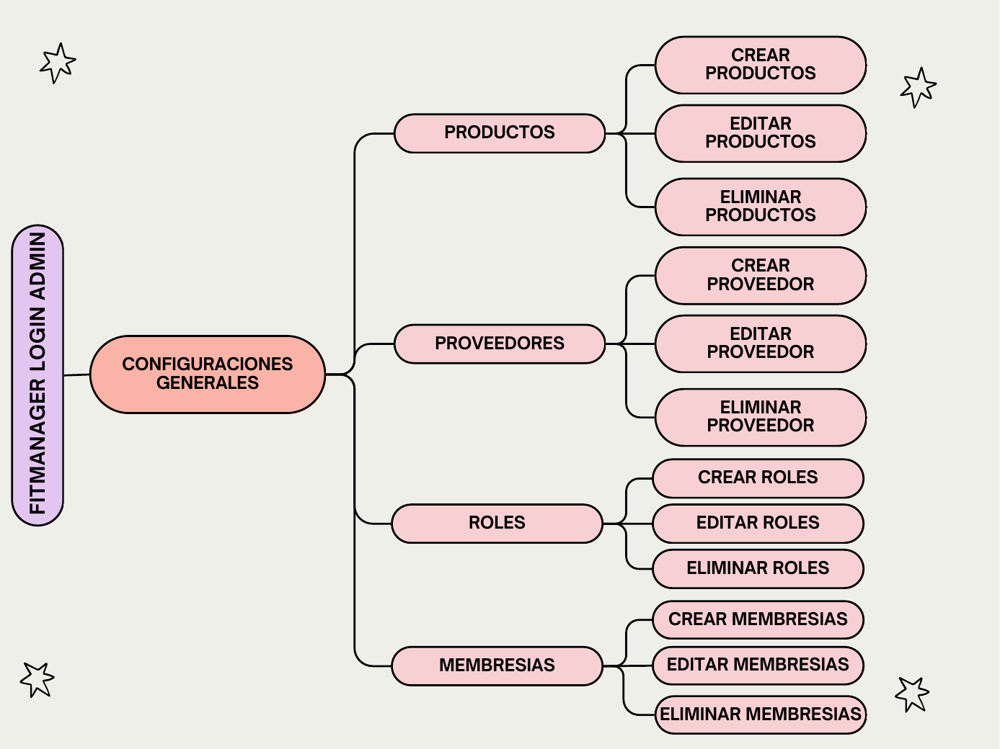 FITMANAGER LOGIN ADMIN
CONFIGURACIONES
GENERALES
PRODUCTOS
CREAR
PRODUCTOS
EDITAR
PRODUCTOS
ELIMINAR
PRODUCTOS
PROVEEDORES
CREAR
PROVEEDOR
EDITAR
PROVEEDOR
ELIMINAR
PROVEEDOR
ROLES
CREAR ROLES
EDITAR ROLES
ELIMINAR ROLES
MEMBRESIAS
CREAR MEMBRESIAS
EDITAR MEMBRESIAS
ELIMINAR MEMBRESIAS